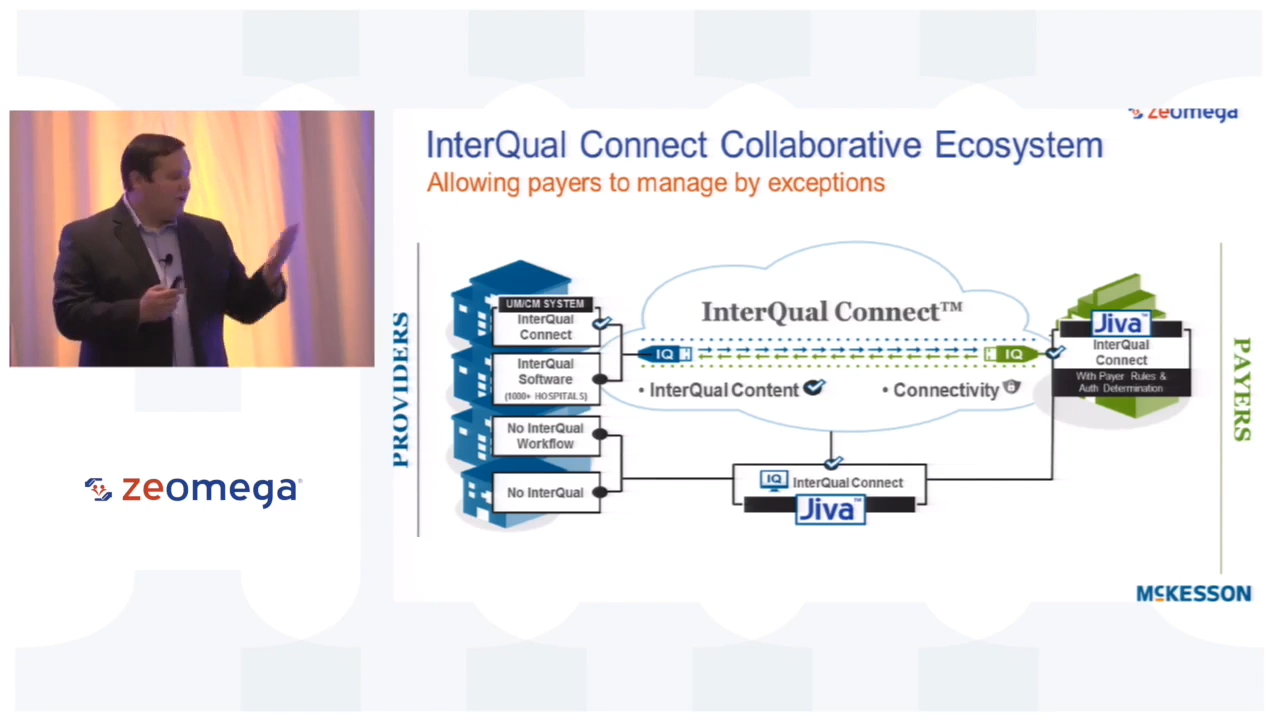 zeomega
InterQual Connect Collaborative Ecosystem
Allowing payers to manage by exceptions
PROVIDERS
UM/CM SYSTEM
InterQual
Connect
InterQual
Software
(1000+ HOSPITALS)
No InterQual
Workflow
No InterQual
InterQual Connect™
IQ
IQ
• InterQual Content
• Connectivity
Jiva™
InterQual
Connect
With Payer Rules &
Auth Determination
PAYERS
IQ InterQual Connect
Jiva™
zeomega®
McKESSON